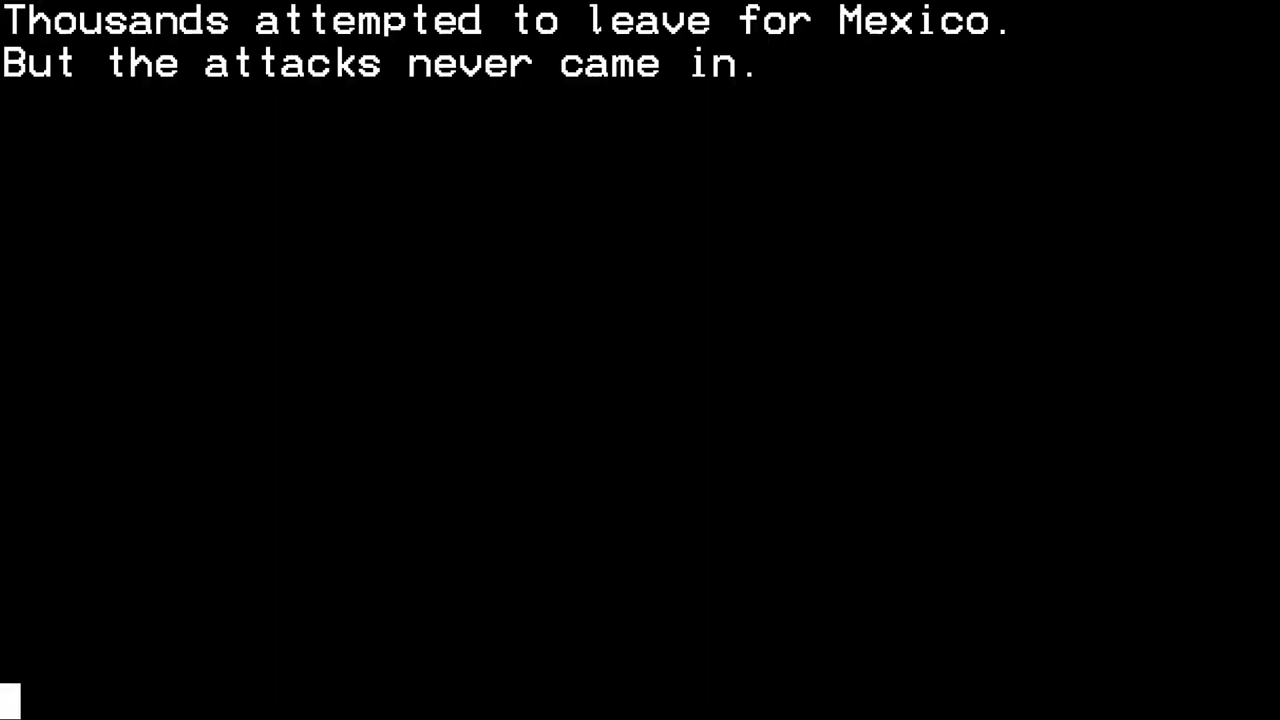 Thousands attempted to leave for Mexico.
But the attacks never came in.